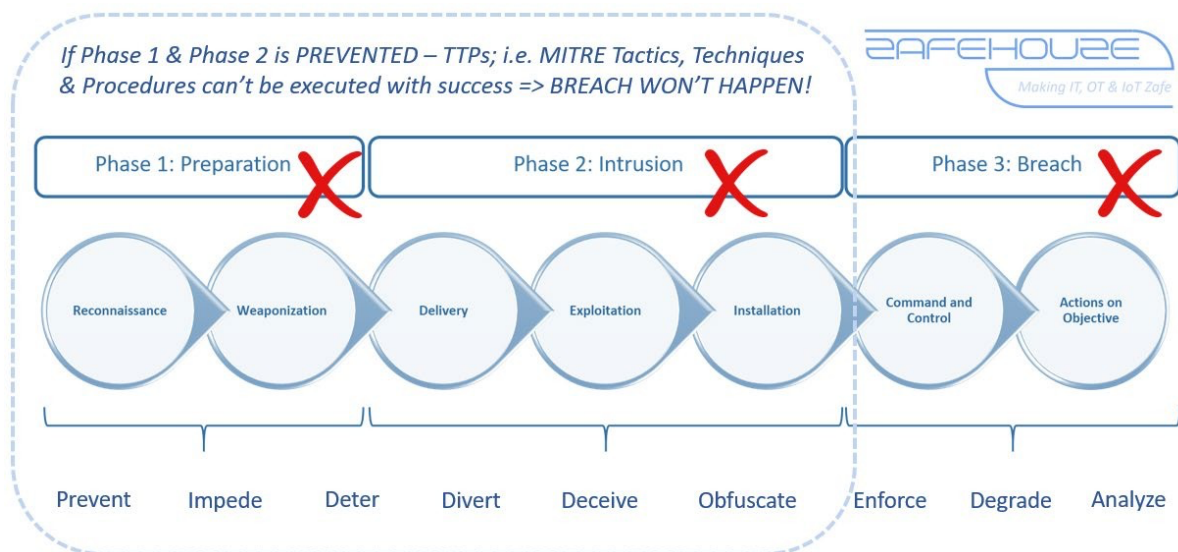 If Phase 1 & Phase 2 is PREVENTED – TTPs; i.e. MITRE Tactics, Techniques
& Procedures can't be executed with success => BREACH WON'T HAPPEN!
ZAFEHOUZE
Making IT, OT & IoT Zafe
Phase 1: Preparation
Phase 2: Intrusion
Phase 3: Breach
Reconnaissance
Weaponization
Delivery
Exploitation
Installation
Command and
Control
Actions on
Objective
Prevent
Impede
Deter
Divert
Deceive
Obfuscate
Enforce
Degrade
Analyze